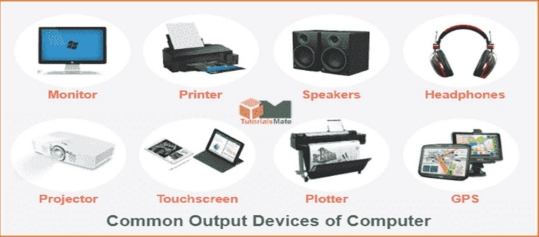 Monitor Printer Speakers Headphones
TutorialsMate
Projector Touchscreen Plotter GPS
Common Output Devices of Computer